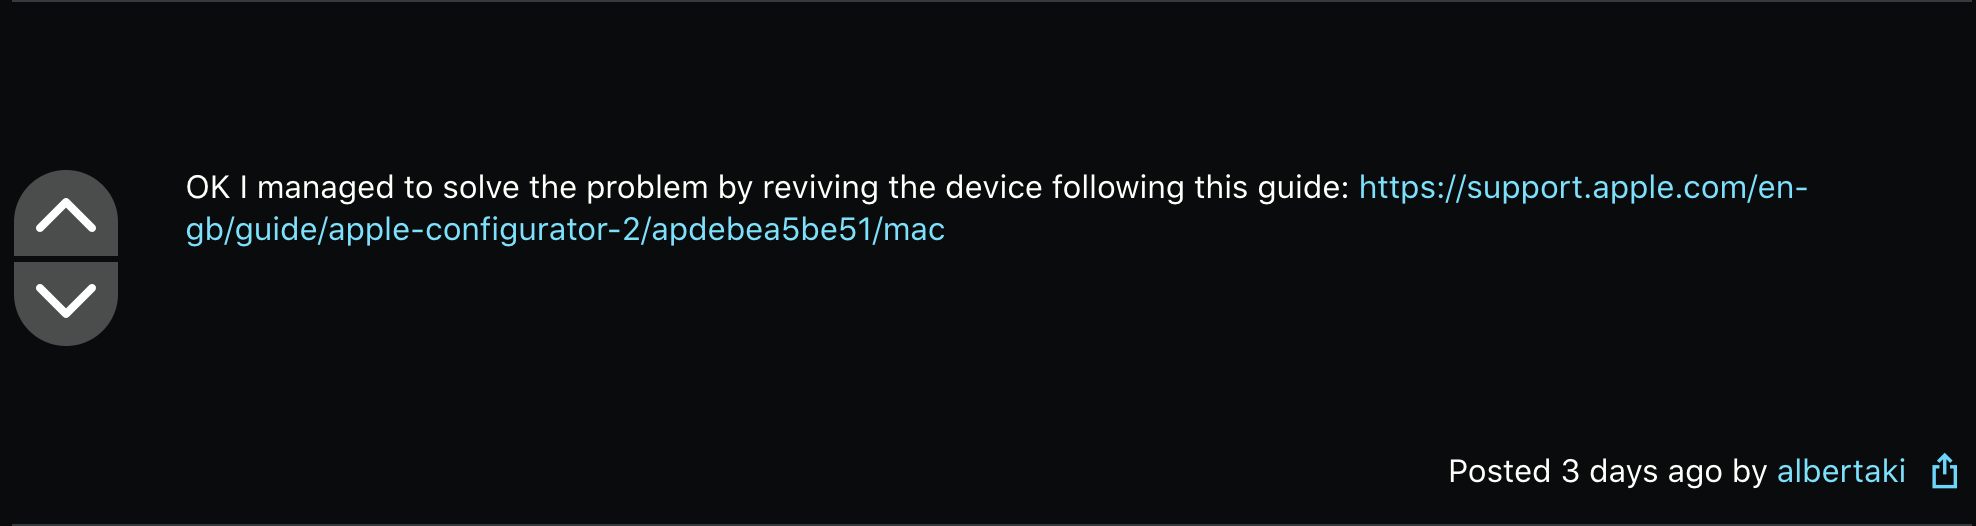 OK I managed to solve the problem by reviving the device following this guide: https://support.apple.com/en-
gb/guide/apple-configurator-2/apdebea5be51/mac
Posted 3 days ago by albertaki